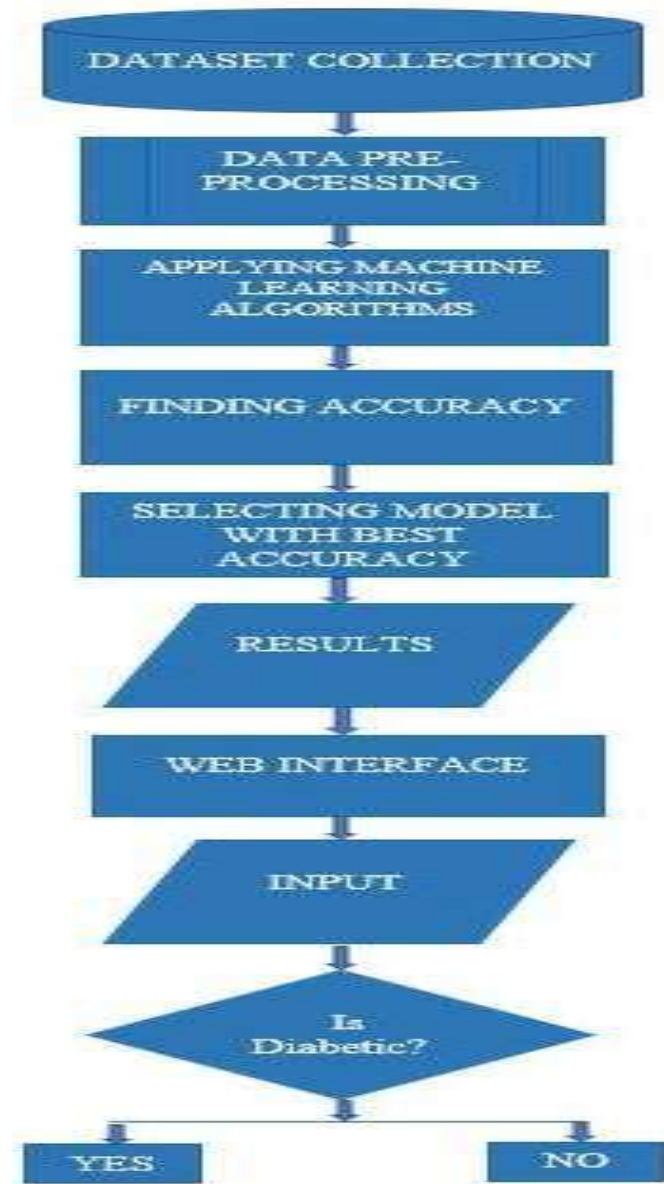 DATASET COLLECTION
DATA PRE-
PROCESSING
APPLYING MACHINE
LEARNING
ALGORITHMS
FINDING ACCURACY
SELECTING MODEL
WITH BEST
ACCURACY
RESULTS
WEB INTERFACE
INPUT
Is
Diabetic?
YES
NO